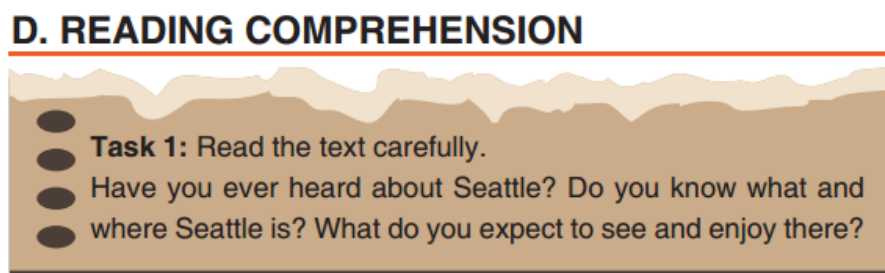 D. READING COMPREHENSION
Task 1: Read the text carefully.
Have you ever heard about Seattle? Do you know what and
where Seattle is? What do you expect to see and enjoy there?